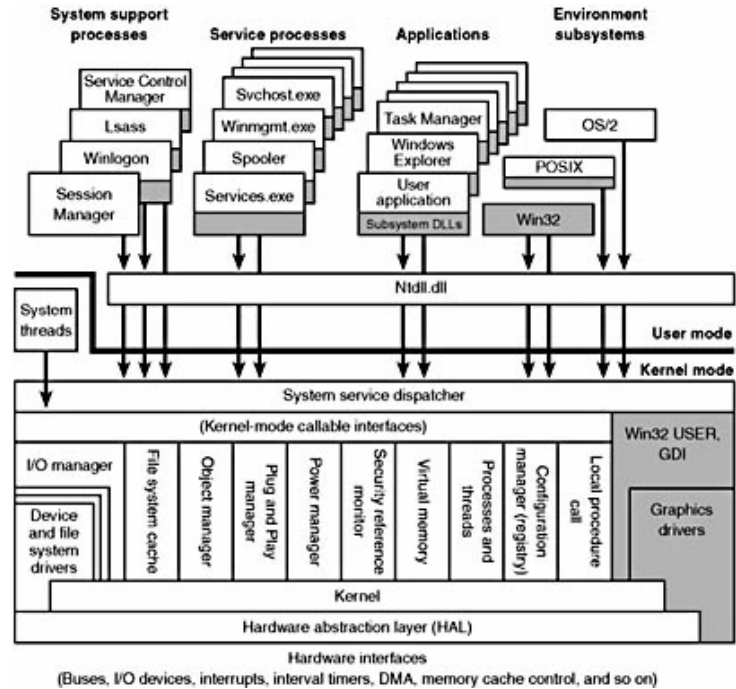 System support
processes
Service processes
Applications
Environment
subsystems
Service Control
Manager
Lsass
Winlogon
Session
Manager
Svchost.exe
Winmgmt.exe
Spooler
Services.exe
Task Manager
Windows
Explorer
User
application
Subsystem DLLs
OS/2
POSIX
Win32
Ntdll.dll
System
threads
User mode
Kernel mode
System service dispatcher
(Kernel-mode callable interfaces)
Win32 USER,
GDI
I/O manager
Device
and file
system
drivers
File system cache
Object manager
Plug and Play
manager
Power manager
Security reference
monitor
Virtual memory
Processes and
threads
Configuration
manager (registry)
Local procedure
call
Graphics
drivers
Kernel
Hardware abstraction layer (HAL)
Hardware interfaces
(Buses, I/O devices, interrupts, interval timers, DMA, memory cache control, and so on)